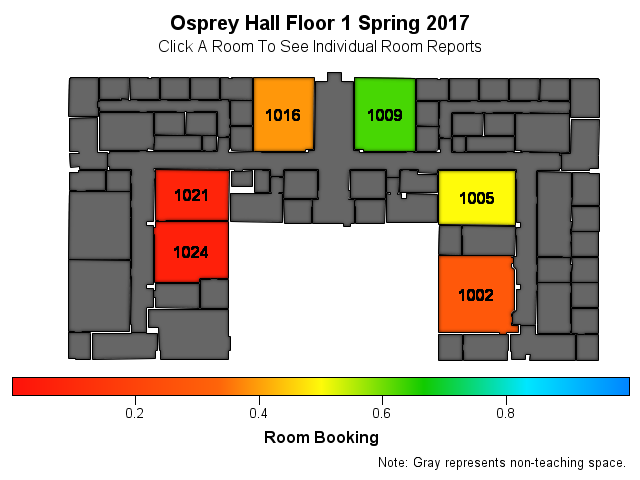 Osprey Hall Floor 1 Spring 2017
Click A Room To See Individual Room Reports
1016
1009
1021
1005
1024
1002
0.2 0.4 0.6 0.8
Room Booking
Note: Gray represents non-teaching space.